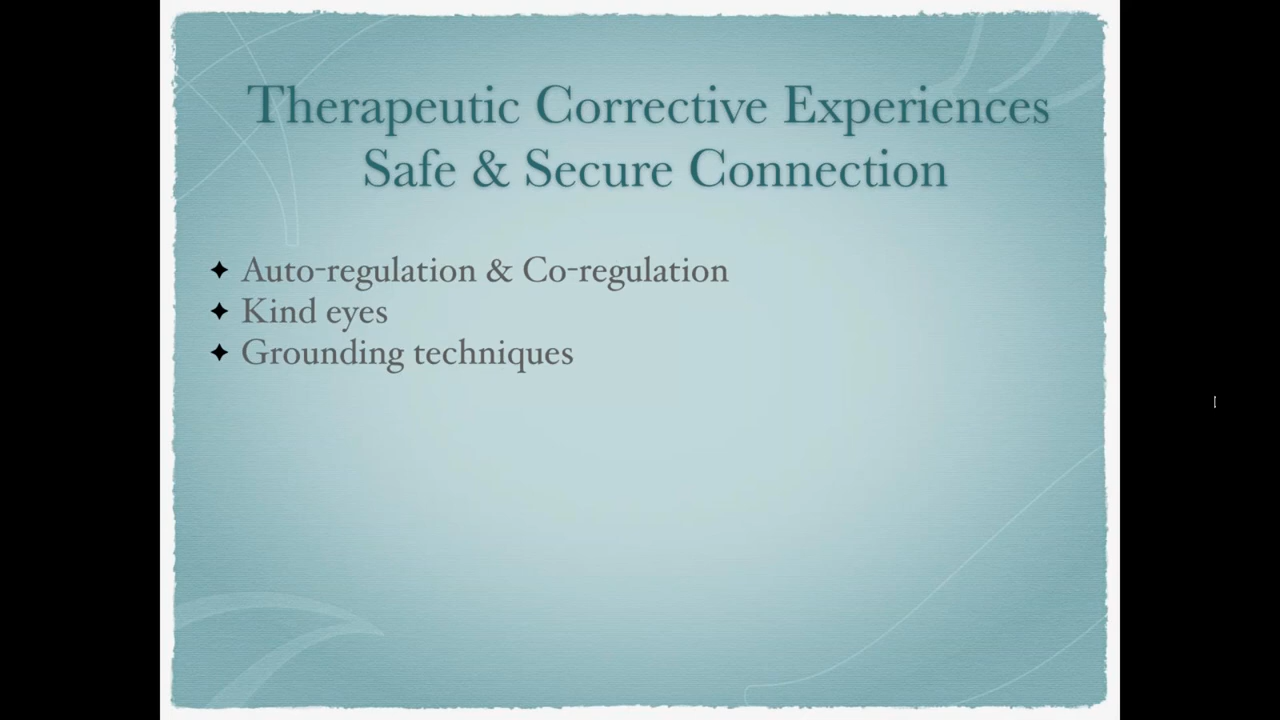 Therapeutic Corrective Experiences
Safe & Secure Connection
✦ Auto-regulation & Co-regulation
✦ Kind eyes
✦ Grounding techniques